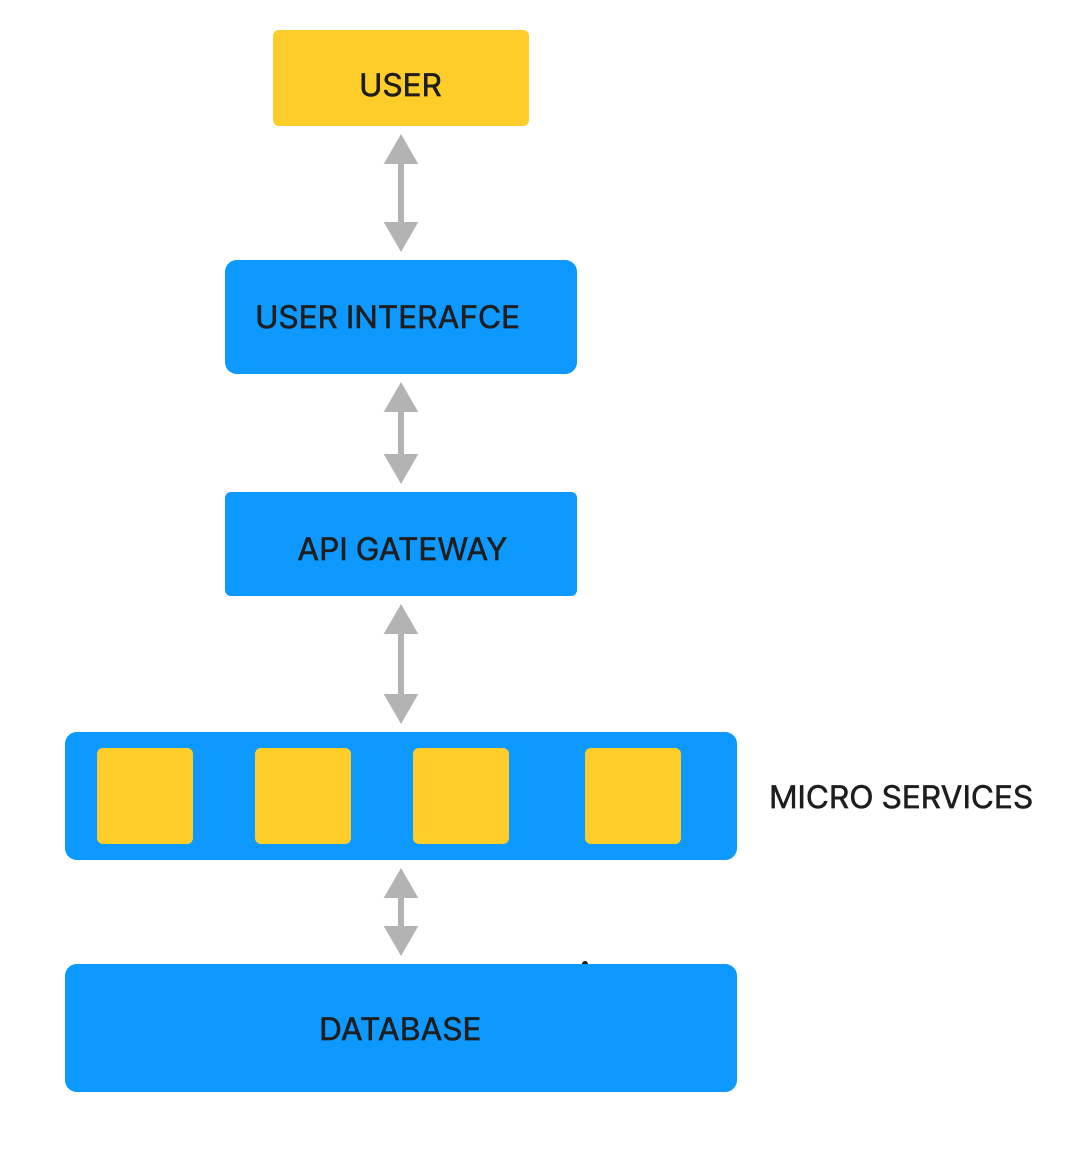 USER
USER INTERAFCE
API GATEWAY
MICRO SERVICES
DATABASE